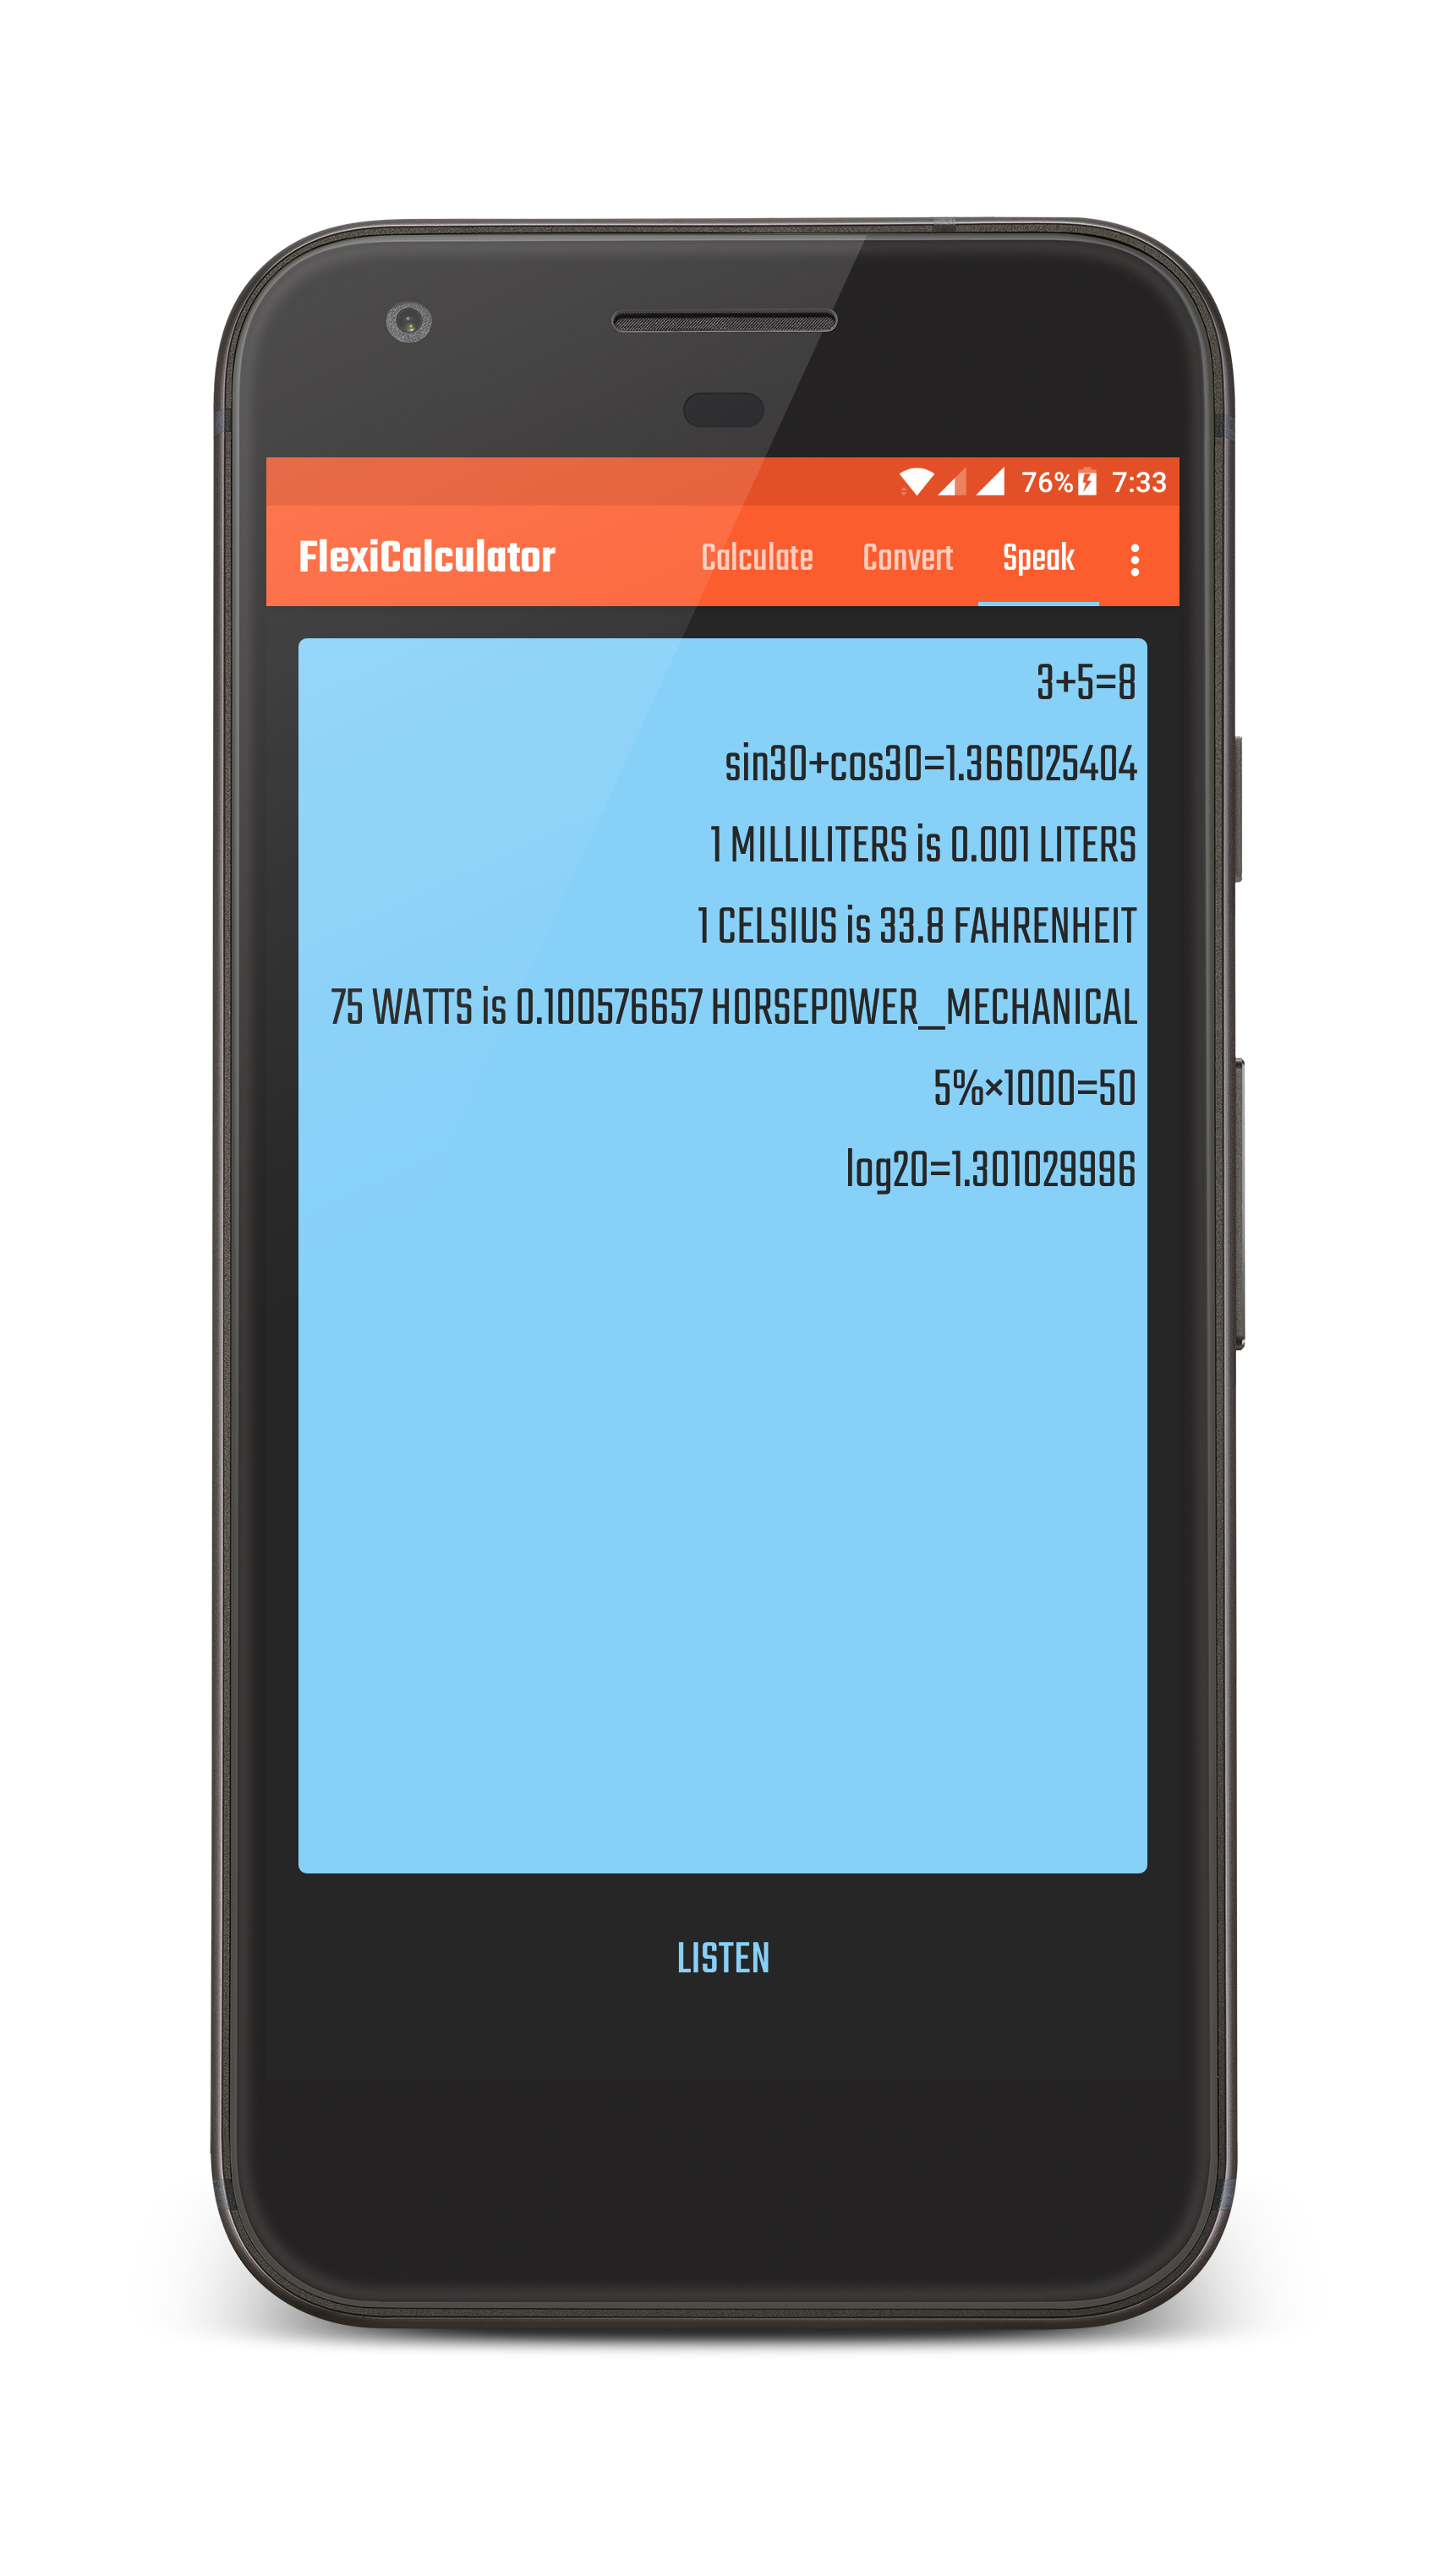 76% 7:33
FlexiCalculator Calculate Convert Speak
3+5=8
sin30+cos30=1.366025404
1 MILLILITERS is 0.001 LITERS
1 CELSIUS is 33.8 FAHRENHEIT
75 WATTS is 0.100576657 HORSEPOWER_MECHANICAL
5%×1000=50
log20=1.301029996
LISTEN